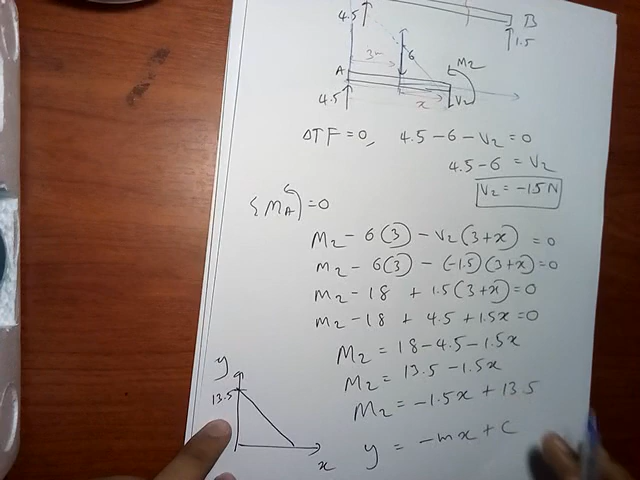 4.5
B
1.5
3m
6
M2
A
4.5
x
V2
ΔTF = 0, 4.5 - 6 - V2 = 0
4.5 - 6 = V2
V2 = -1.5N
ΣMA) = 0
M2 - 6(3) - V2(3+x) = 0
M2 - 6(3) - (-1.5)(3+x) = 0
M2 - 18 + 1.5(3+x) = 0
M2 - 18 + 4.5 + 1.5x = 0
M2 = 18 - 4.5 - 1.5x
M2 = 13.5 - 1.5x
M2 = -1.5x + 13.5
y
13.5
x
y = -mx + c